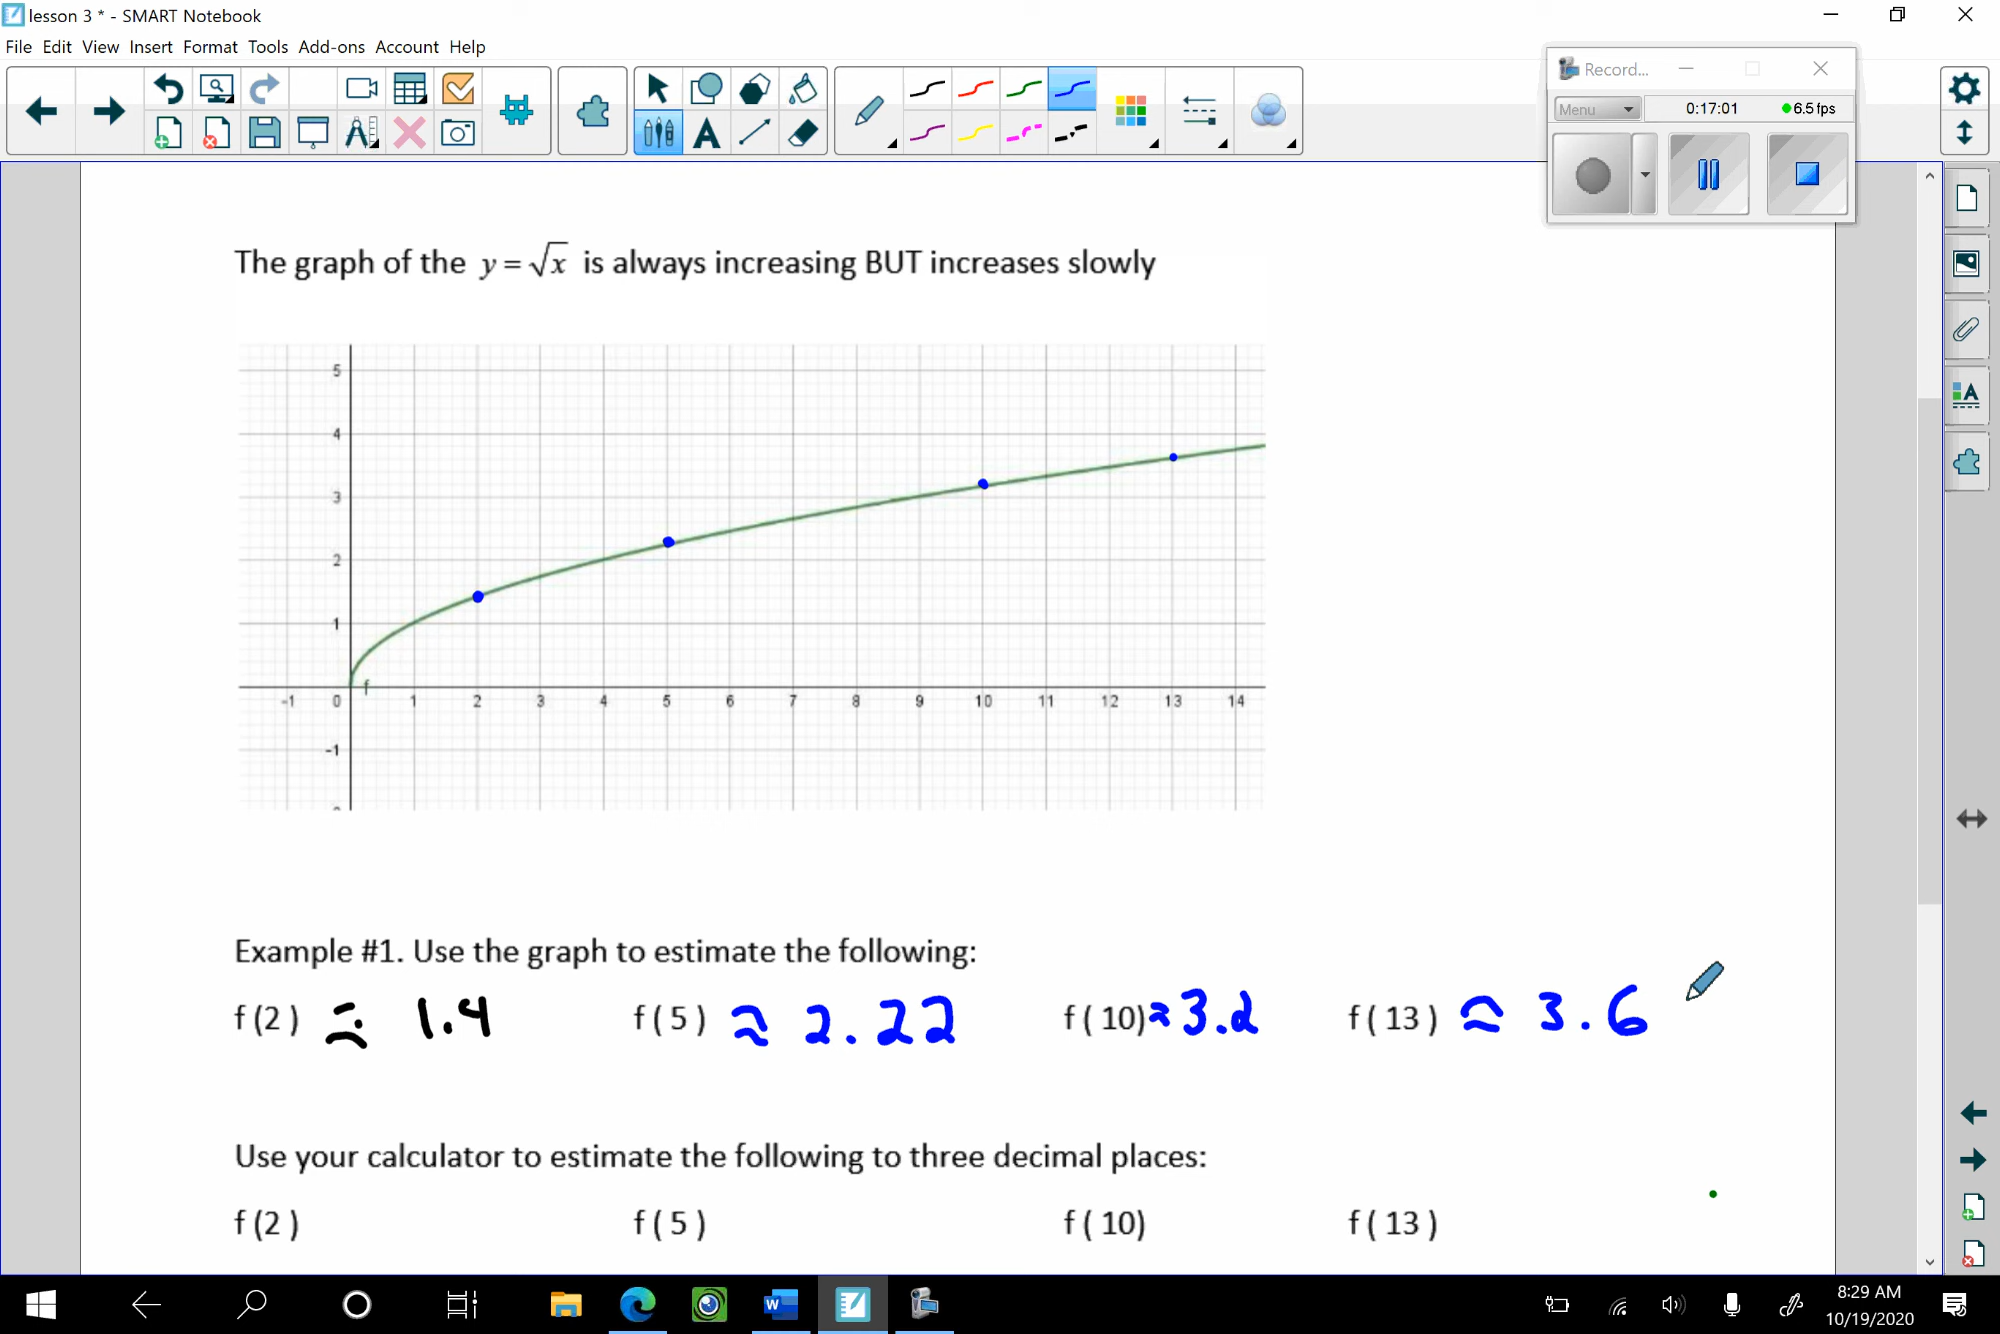 lesson 3 * - SMART Notebook
File Edit View Insert Format Tools Add-ons Account Help
Record...
Menu 0:17:01 6.5 fps
The graph of the y = √x is always increasing BUT increases slowly
5
4
3
2
1
f
-1 0 1 2 3 4 5 6 7 8 9 10 11 12 13 14
-1
Example #1. Use the graph to estimate the following:
f (2 ) ≈ 1.4 f ( 5 ) ≈ 2.22 f ( 10) ≈ 3.2 f ( 13 ) ≈ 3.6
Use your calculator to estimate the following to three decimal places:
f (2 ) f ( 5 ) f ( 10) f ( 13 )
8:29 AM
10/19/2020